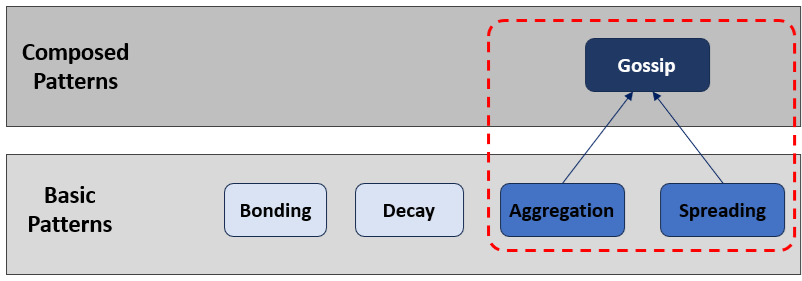 Composed
Patterns
Gossip
Basic
Patterns
Bonding
Decay
Aggregation
Spreading